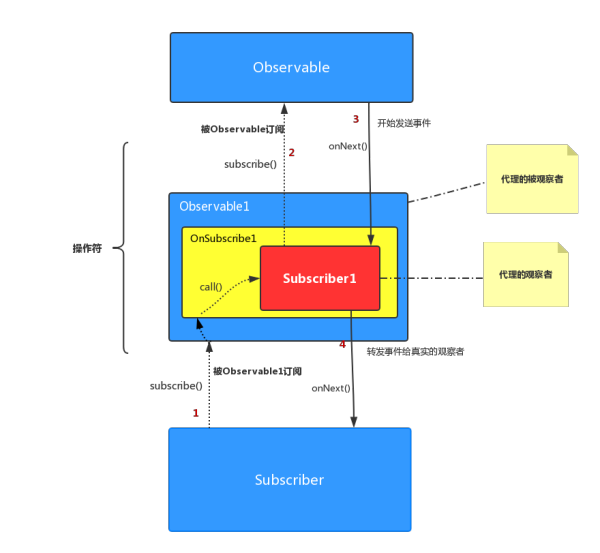 Observable
3
开始发送事件
被Observable订阅
onNext()
2
subscribe()
代理的被观察者
Observable1
操作符
OnSubscribe1
Subscriber1
代理的观察者
call()
4
转发事件给真实的观察者
被Observable1订阅
subscribe()
onNext()
1
Subscriber